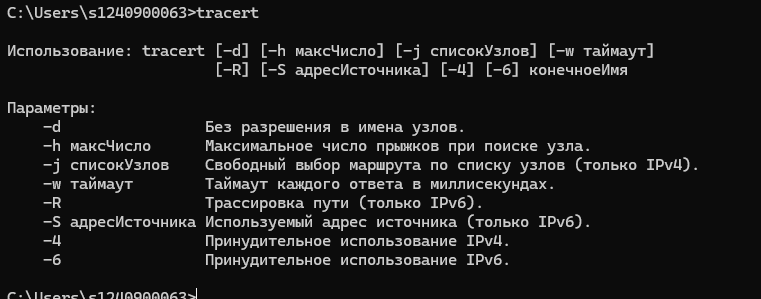 C:\Users\s1240900063>tracert
Использование: tracert [-d] [-h максЧисло] [-j списокУзлов] [-w таймаут]
[-R] [-S адресИсточника] [-4] [-6] конечноеИмя
Параметры:
-d Без разрешения в имена узлов.
-h максЧисло Максимальное число прыжков при поиске узла.
-j списокУзлов Свободный выбор маршрута по списку узлов (только IPv4).
-w таймаут Таймаут каждого ответа в миллисекундах.
-R Трассировка пути (только IPv6).
-S адресИсточника Используемый адрес источника (только IPv6).
-4 Принудительное использование IPv4.
-6 Принудительное использование IPv6.
C:\Users\s1240900063>